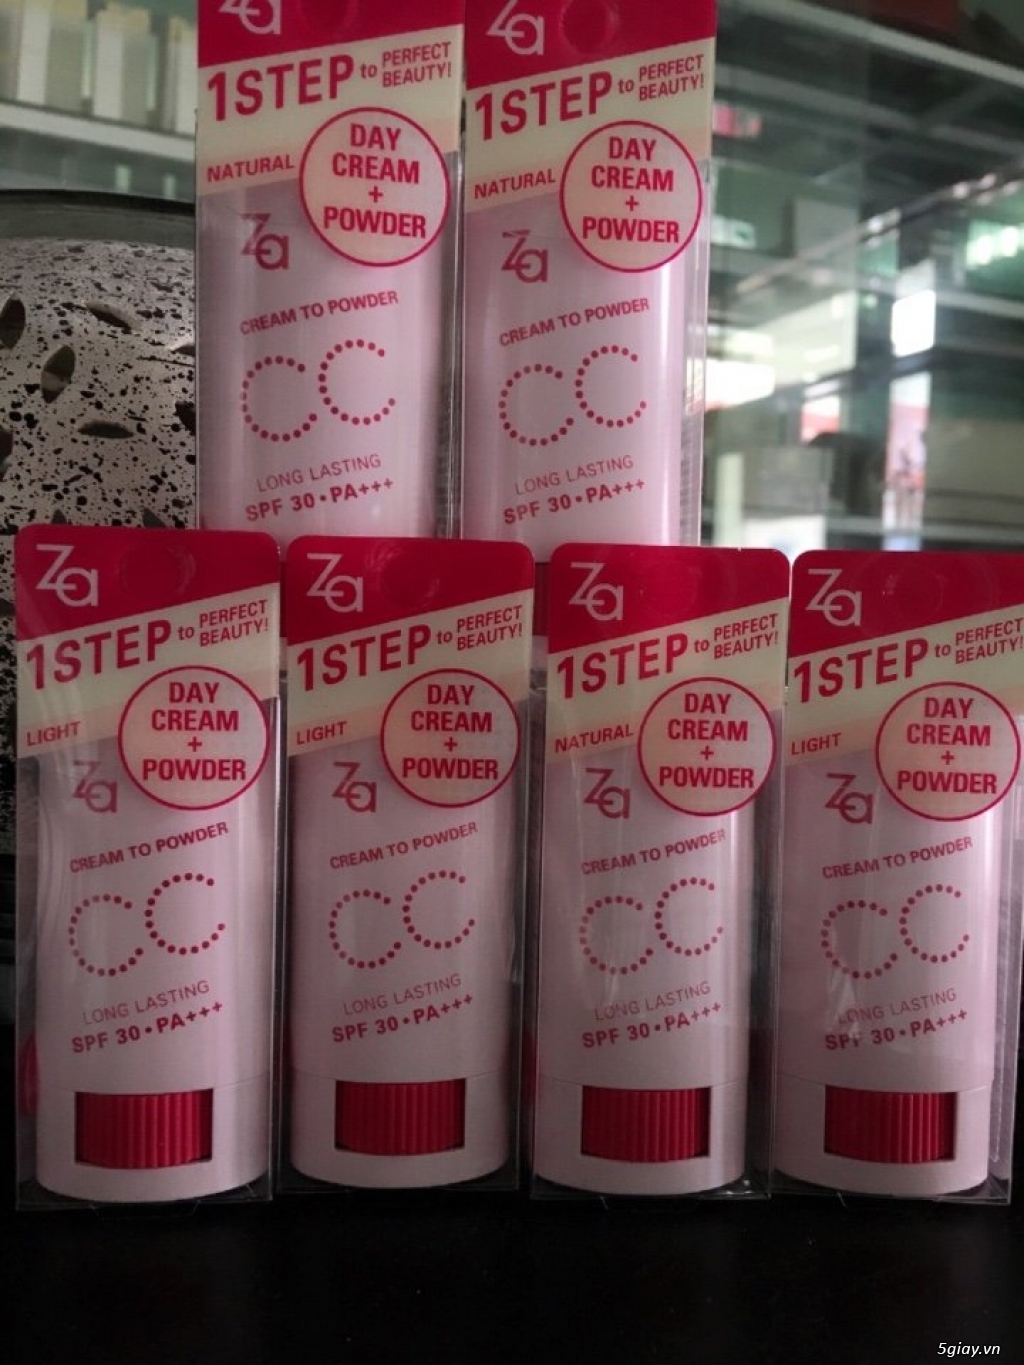 Za
1STEP to PERFECT BEAUTY!
NATURAL
DAY
CREAM
+
POWDER
Za
CREAM TO POWDER
CC
LONG LASTING
SPF 30•PA+++
Za
1STEP to PERFECT BEAUTY!
NATURAL
DAY
CREAM
+
POWDER
Za
CREAM TO POWDER
CC
LONG LASTING
SPF 30•PA+++
Za
1STEP to PERFECT BEAUTY!
LIGHT
DAY
CREAM
+
POWDER
Za
CREAM TO POWDER
CC
LONG LASTING
SPF 30•PA+++
Za
1STEP to PERFECT BEAUTY!
LIGHT
DAY
CREAM
+
POWDER
Za
CREAM TO POWDER
CC
LONG LASTING
SPF 30•PA+++
Za
1STEP to PERFECT BEAUTY!
NATURAL
DAY
CREAM
+
POWDER
Za
CREAM TO POWDER
CC
LONG LASTING
SPF 30•PA+++
Za
1STEP to PERFECT BEAUTY!
LIGHT
DAY
CREAM
+
POWDER
Za
CREAM TO POWDER
CC
LONG LASTING
SPF 30•PA+++
5giay.vn